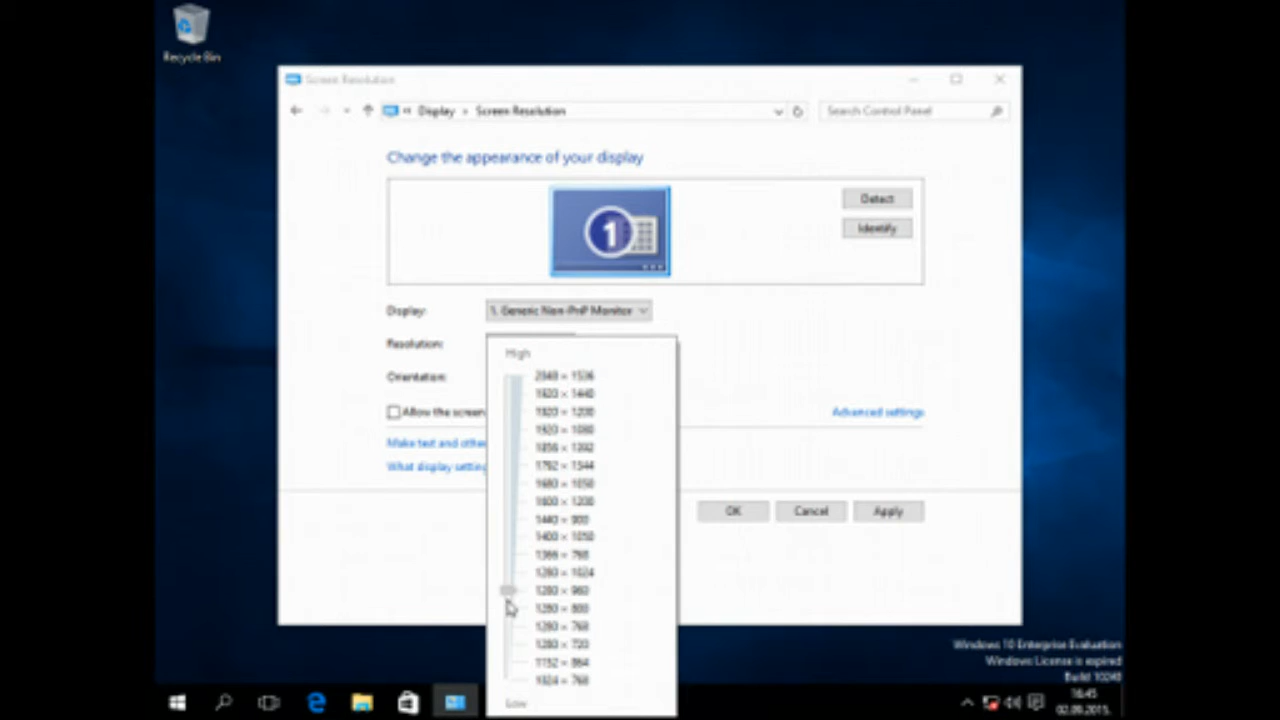 Recycle Bin
Screen Resolution
Display › Screen Resolution
Search Control Panel
Change the appearance of your display
Detect
Identify
1
Display:
1. Generic Non-PnP Monitor
Resolution:
High
2048 × 1536
1920 × 1440
1920 × 1200
1920 × 1080
1856 × 1392
1792 × 1344
1680 × 1050
1600 × 1200
1440 × 900
1400 × 1050
1366 × 768
1280 × 1024
1280 × 960
1280 × 800
1280 × 768
1280 × 720
1152 × 864
1024 × 768
Low
Orientation:
Allow the screen
Advanced settings
Make text and other
What display setting
OK
Cancel
Apply
Windows 10 Enterprise Evaluation
Windows License is expired
Build 10240
16:45
02.09.2015.